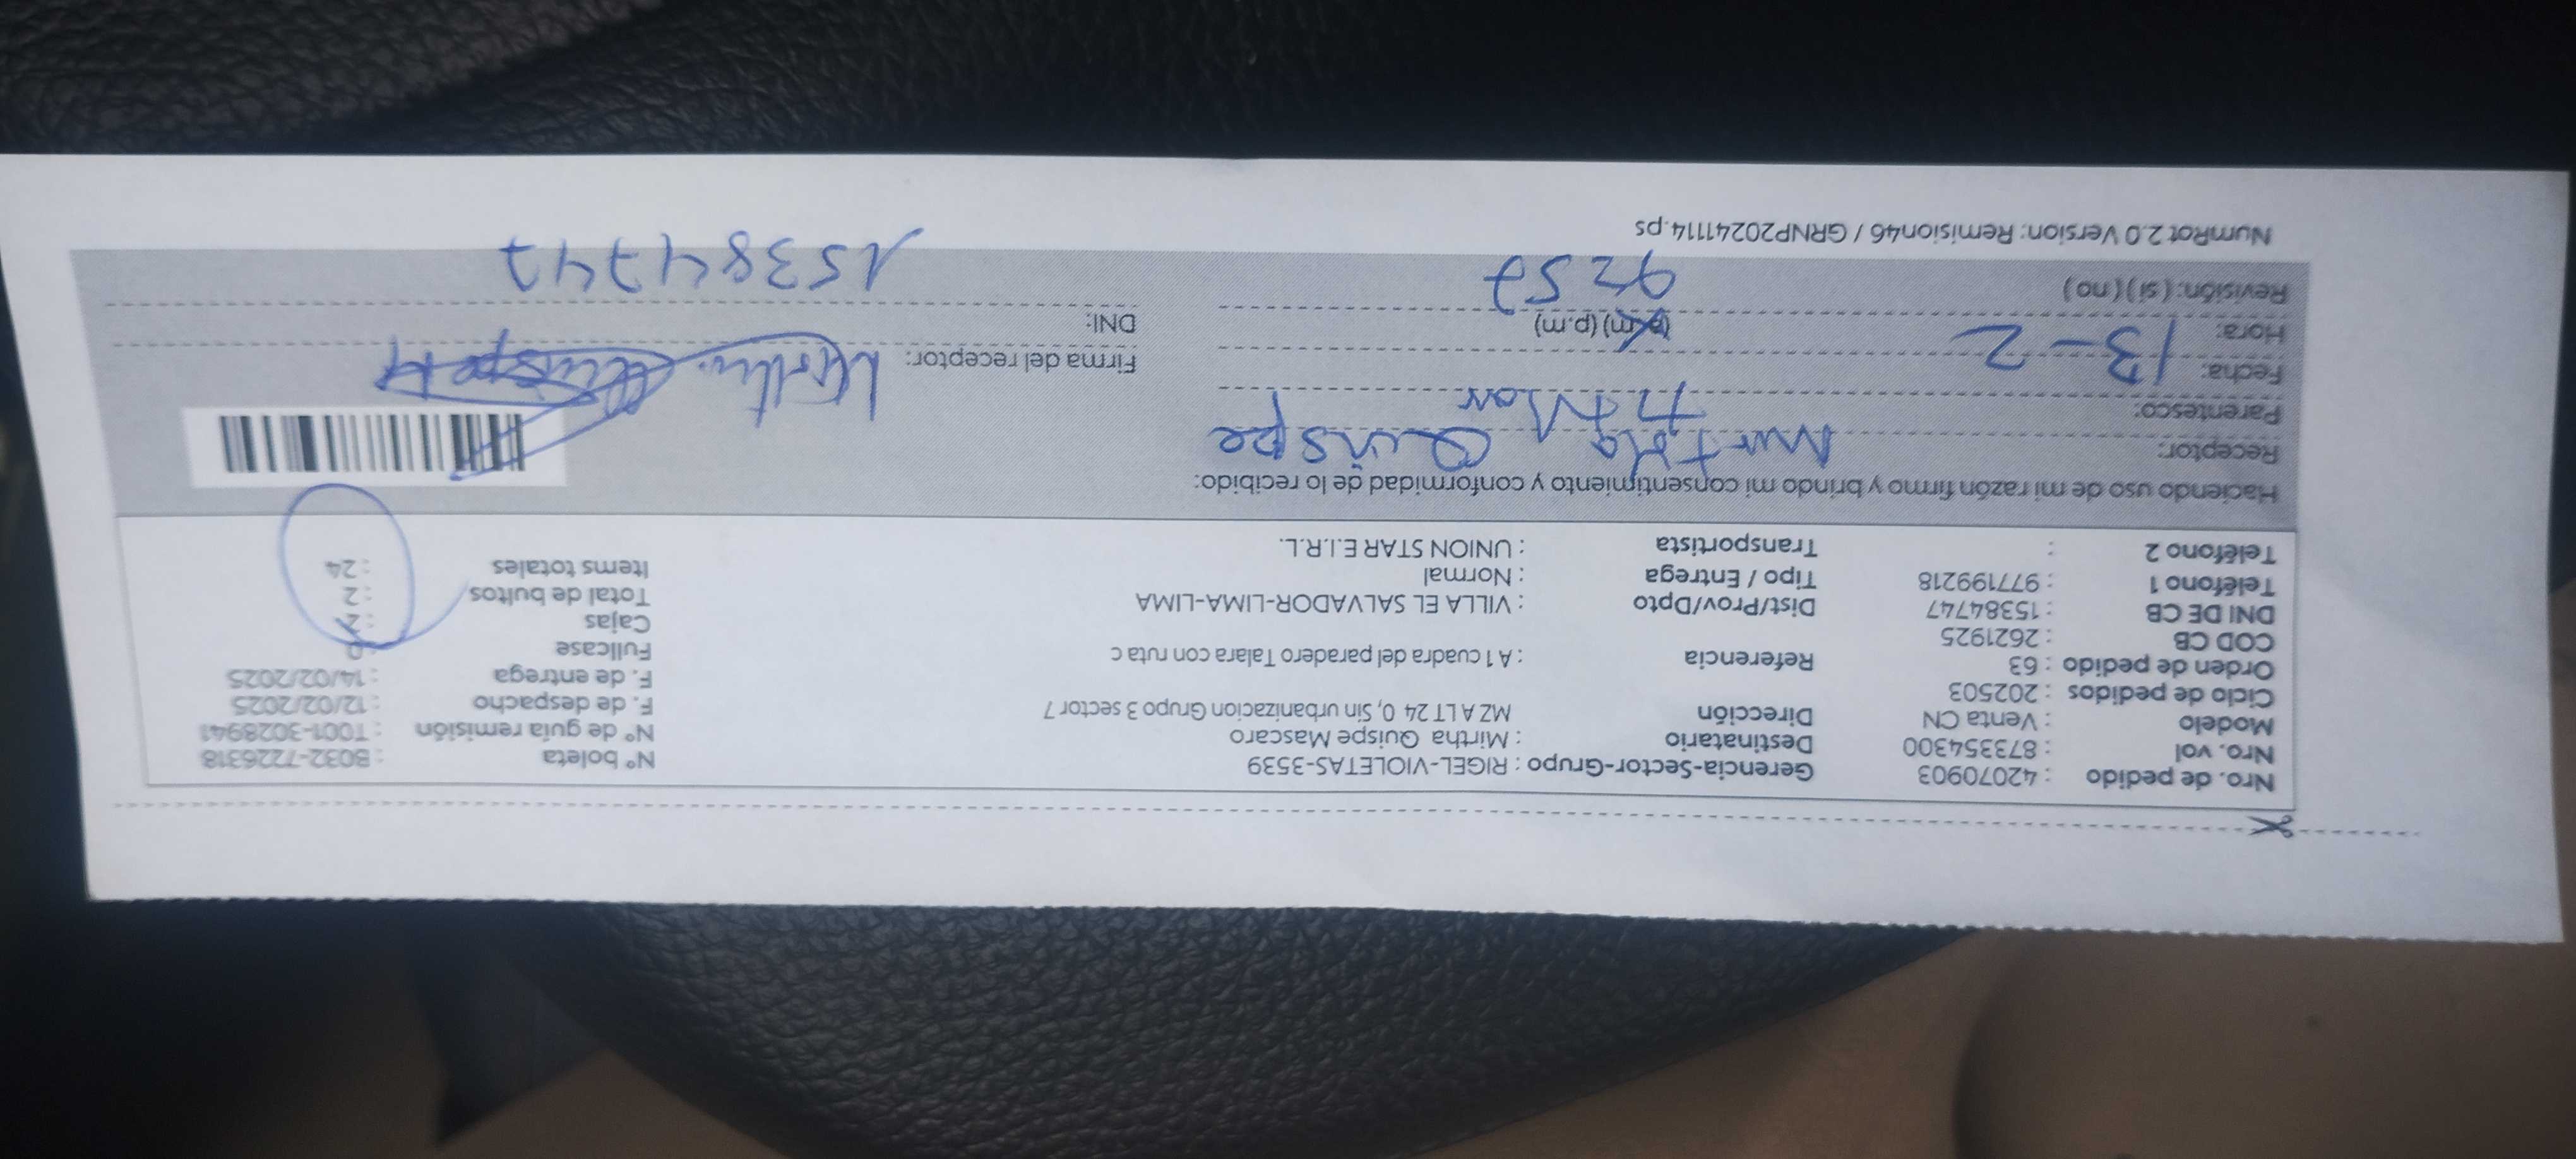 Nro. de pedido : 42070903 Gerencia-Sector-Grupo : RIGEL-VIOLETAS-3539 N° boleta : B032-7226318
Nro. vol : 873354300 Destinatario : Mirtha Quispe Mascaro N° de guía remisión : T001-3028941
Modelo : Venta CN Dirección MZ A LT 24 0, Sin urbanizacion Grupo 3 sector 7 F. de despacho : 12/02/2025
Ciclo de pedidos : 202503 F. de entrega : 14/02/2025
Orden de pedido : 63 Referencia : A 1 cuadra del paradero Talara con ruta c Fullcase : 0
COD CB : 2621925 Cajas : 2
DNI DE CB : 15384747 Dist/Prov/Dpto : VILLA EL SALVADOR-LIMA-LIMA Total de bultos : 2
Teléfono 1 : 977199218 Tipo / Entrega : Normal Items totales : 24
Teléfono 2 : Transportista : UNION STAR E.I.R.L.
Haciendo uso de mi razón firmo y brindo mi consentimiento y conformidad de lo recibido:
Receptor: Mirtha Quispe
Parentesco:
Fecha: 13-2 Firma del receptor:
Hora: (a.m) (p.m) DNI: 15384747
Revisión: (si) (no) 9:57
NumRot 2.0 Version: Remision46 / GRNP20241114.ps